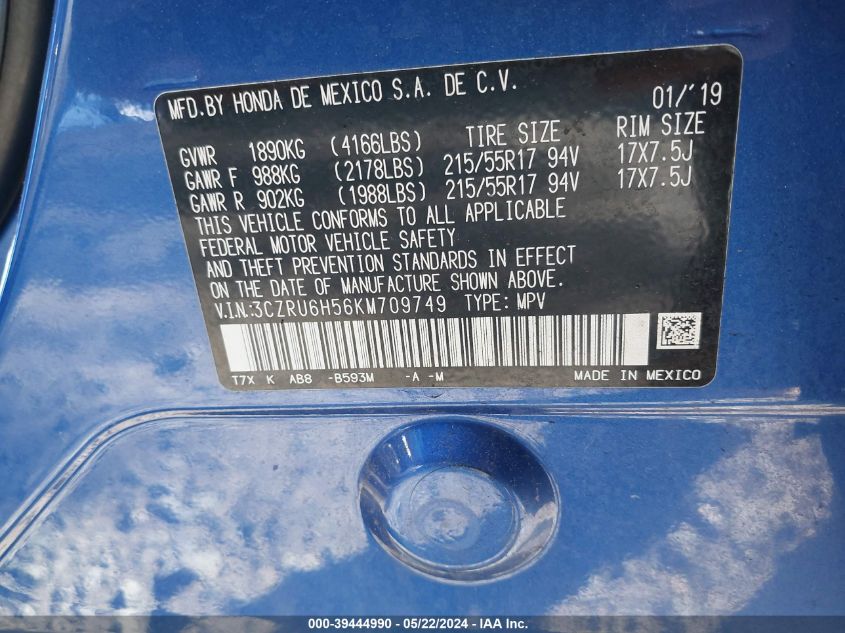 MFD.BY HONDA DE MEXICO S.A. DE C.V. 01/'19
TIRE SIZE RIM SIZE
GVWR 1890KG (4166LBS)
GAWR F 988KG (2178LBS) 215/55R17 94V 17X7.5J
GAWR R 902KG (1988LBS) 215/55R17 94V 17X7.5J
THIS VEHICLE CONFORMS TO ALL APPLICABLE
FEDERAL MOTOR VEHICLE SAFETY
AND THEFT PREVENTION STANDARDS IN EFFECT
ON THE DATE OF MANUFACTURE SHOWN ABOVE.
V.I.N:3CZRU6H56KM709749 TYPE: MPV
T7X K AB8 -B593M -A -M MADE IN MEXICO
000-39444990 - 05/22/2024 - IAA Inc.